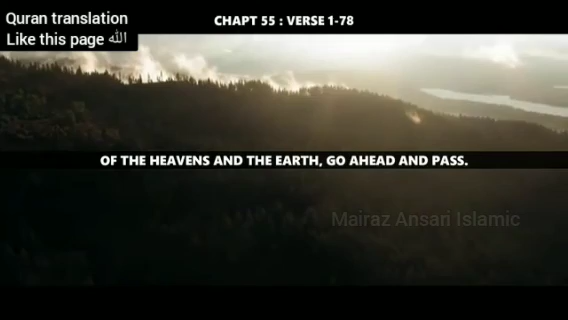 Quran translation
Like this page الله
CHAPT 55 : VERSE 1-78
OF THE HEAVENS AND THE EARTH, GO AHEAD AND PASS.
Mairaz Ansari Islamic